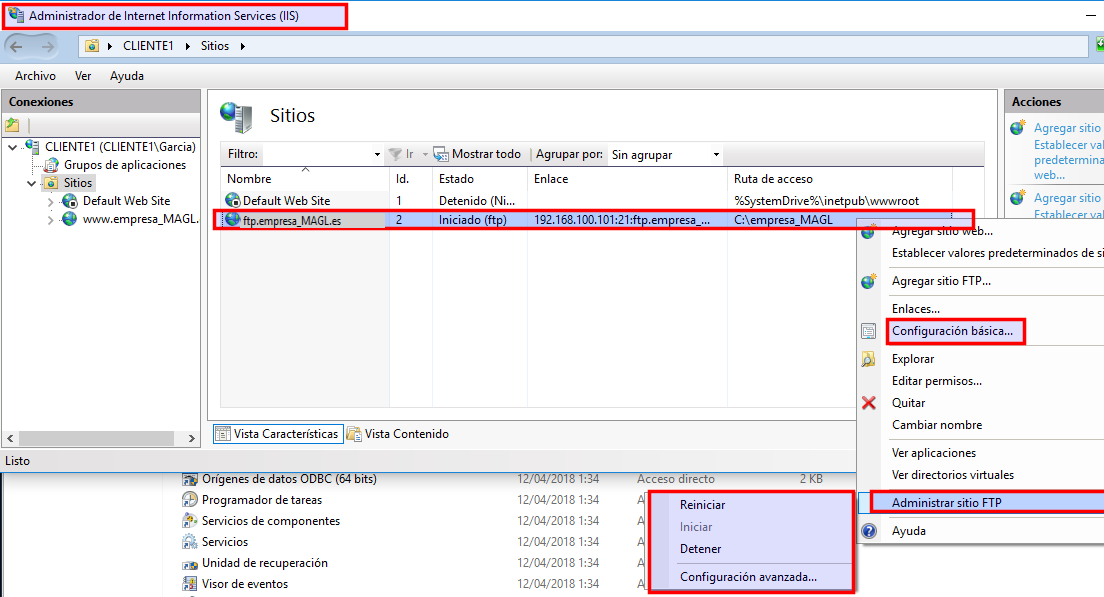 Administrador de Internet Information Services (IIS)
CLIENTE1 Sitios
Archivo Ver Ayuda
Conexiones
CLIENTE1 (CLIENTE1\Garcia)
Grupos de aplicaciones
Sitios
Default Web Site
www.empresa_MAGL.
Sitios
Filtro: Ir Mostrar todo Agrupar por: Sin agrupar
Nombre Id. Estado Enlace Ruta de acceso
Default Web Site 1 Detenido (Ni... %SystemDrive%\inetpub\wwwroot
ftp.empresa_MAGL.es 2 Iniciado (ftp) 192.168.100.101:21:ftp.empresa_... C:\empresa_MAGL
Vista Características Vista Contenido
Acciones
Agregar sitio
Establecer val
predetermina
web...
Agregar sitio
Establecer val
Agregar sitio web...
Establecer valores predeterminados de si
Agregar sitio FTP...
Enlaces...
Configuración básica...
Explorar
Editar permisos...
Quitar
Cambiar nombre
Ver aplicaciones
Ver directorios virtuales
Administrar sitio FTP
Ayuda
Listo
Orígenes de datos ODBC (64 bits) 12/04/2018 1:34 Acceso directo 2 KB
Programador de tareas 12/04/2018 1:34 A
Servicios de componentes 12/04/2018 1:34 A
Servicios 12/04/2018 1:34 A
Unidad de recuperación 12/04/2018 1:34 A
Visor de eventos 12/04/2018 1:34 A
Reiniciar
Iniciar
Detener
Configuración avanzada...